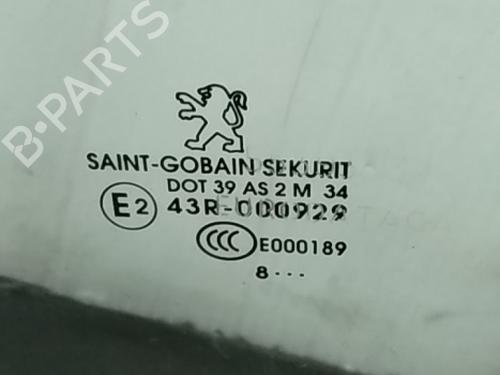 B-PARTS
SAINT-GOBAIN SEKURIT
DOT 39 AS 2 M 34
E2 43R-000929
CCC E000189
8 ···